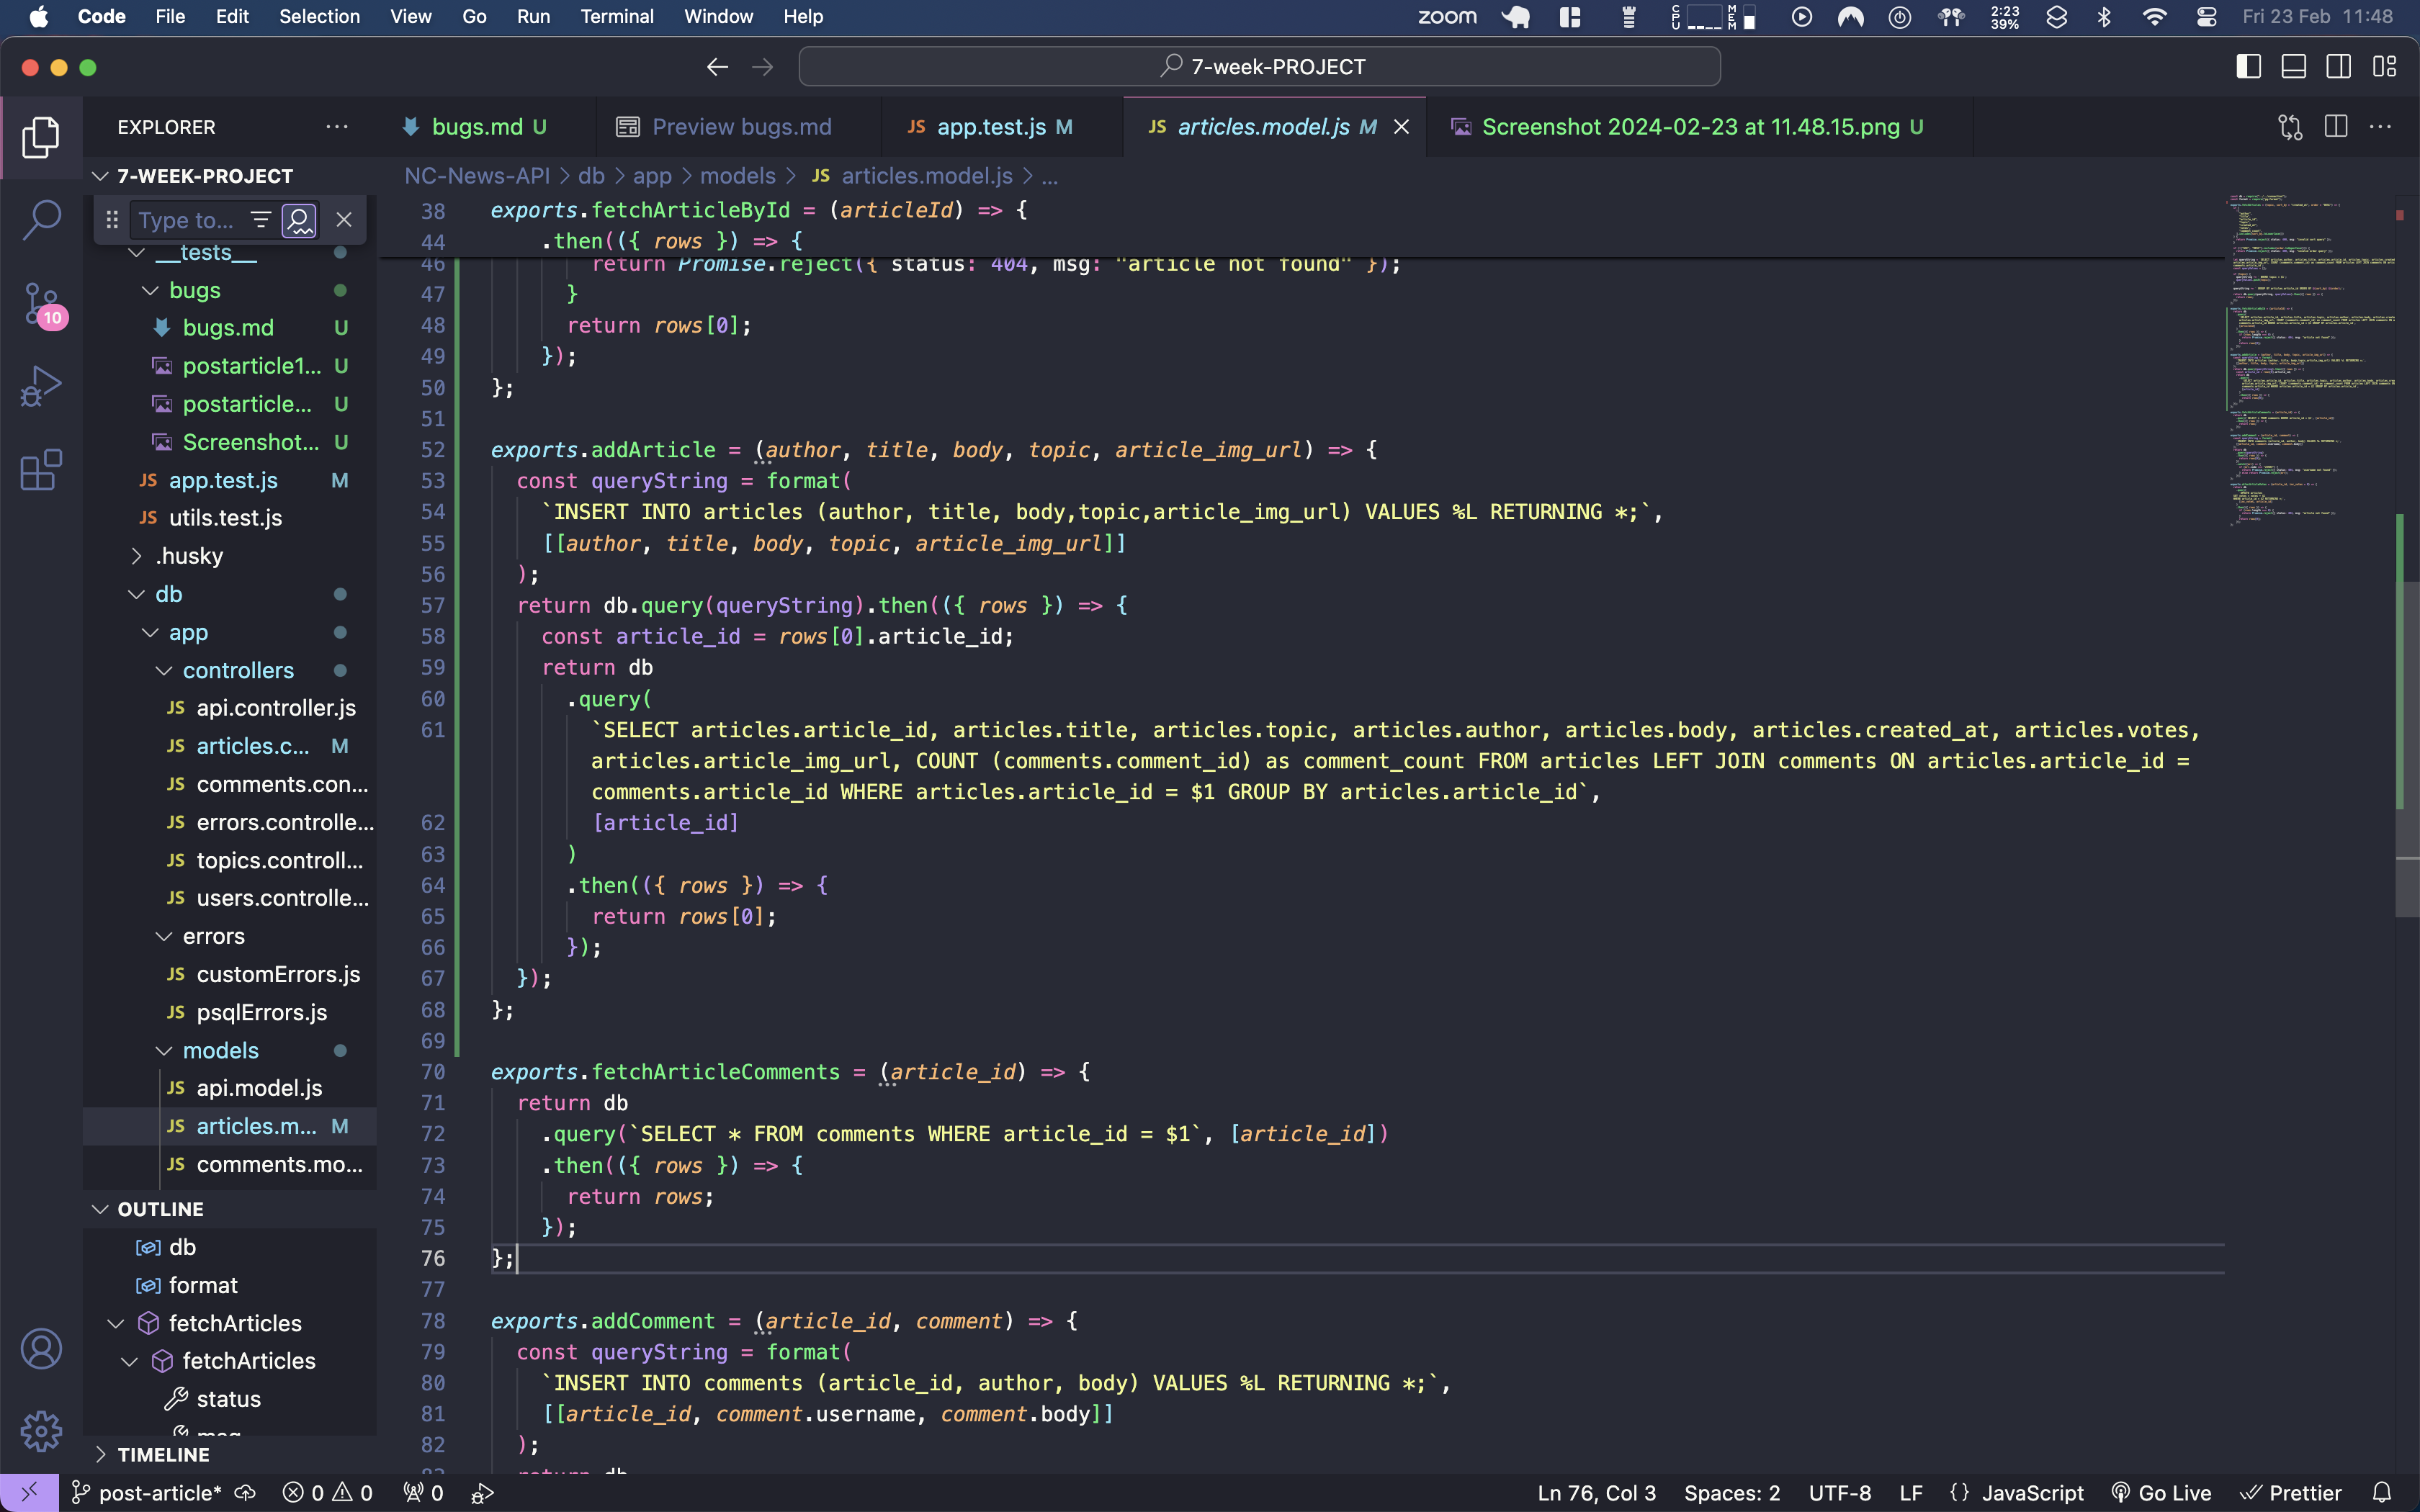 Code File Edit Selection View Go Run Terminal Window Help zoom CPU MEM 2:23 39% Fri 23 Feb 11:48
7-week-PROJECT
EXPLORER
bugs.md U
Preview bugs.md
JS app.test.js M
JS articles.model.js M
Screenshot 2024-02-23 at 11.48.15.png U
7-WEEK-PROJECT
NC-News-API > db > app > models > JS articles.model.js > ...
Type to...
__tests__
bugs
bugs.md U
postarticle1... U
postarticle... U
Screenshot... U
JS app.test.js M
JS utils.test.js
.husky
db
app
controllers
JS api.controller.js
JS articles.c... M
JS comments.con...
JS errors.controlle...
JS topics.controll...
JS users.controlle...
errors
JS customErrors.js
JS psqlErrors.js
models
JS api.model.js
JS articles.m... M
JS comments.mo...
OUTLINE
db
format
fetchArticles
fetchArticles
status
msg
TIMELINE
10
38 exports.fetchArticleById = (articleId) => {
44 .then(({ rows }) => {
46 return Promise.reject({ status: 404, msg: "article not found" });
47 }
48 return rows[0];
49 });
50 };
51
52 exports.addArticle = (author, title, body, topic, article_img_url) => {
53 const queryString = format(
54 `INSERT INTO articles (author, title, body,topic,article_img_url) VALUES %L RETURNING *;`,
55 [[author, title, body, topic, article_img_url]]
56 );
57 return db.query(queryString).then(({ rows }) => {
58 const article_id = rows[0].article_id;
59 return db
60 .query(
61 `SELECT articles.article_id, articles.title, articles.topic, articles.author, articles.body, articles.created_at, articles.votes,
articles.article_img_url, COUNT (comments.comment_id) as comment_count FROM articles LEFT JOIN comments ON articles.article_id =
comments.article_id WHERE articles.article_id = $1 GROUP BY articles.article_id`,
62 [article_id]
63 )
64 .then(({ rows }) => {
65 return rows[0];
66 });
67 });
68 };
69
70 exports.fetchArticleComments = (article_id) => {
71 return db
72 .query(`SELECT * FROM comments WHERE article_id = $1`, [article_id])
73 .then(({ rows }) => {
74 return rows;
75 });
76 };
77
78 exports.addComment = (article_id, comment) => {
79 const queryString = format(
80 `INSERT INTO comments (article_id, author, body) VALUES %L RETURNING *;`,
81 [[article_id, comment.username, comment.body]]
82 );
83 return db
post-article* 0 0 0 Ln 76, Col 3 Spaces: 2 UTF-8 LF {} JavaScript Go Live Prettier